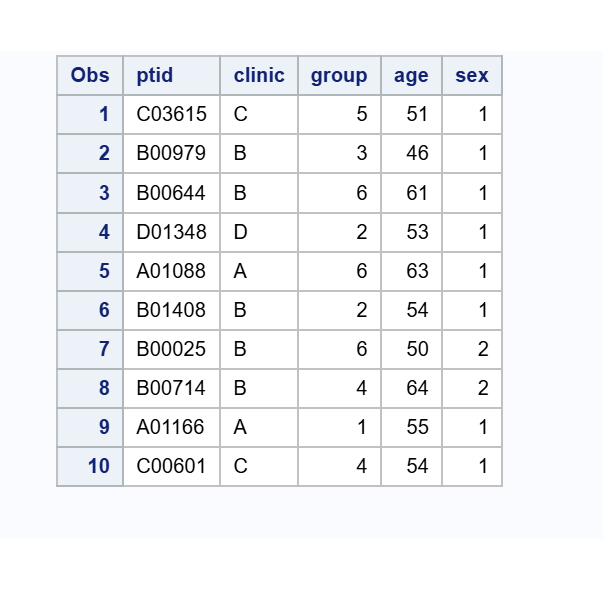 Obs ptid clinic group age sex
1 C03615 C 5 51 1
2 B00979 B 3 46 1
3 B00644 B 6 61 1
4 D01348 D 2 53 1
5 A01088 A 6 63 1
6 B01408 B 2 54 1
7 B00025 B 6 50 2
8 B00714 B 4 64 2
9 A01166 A 1 55 1
10 C00601 C 4 54 1